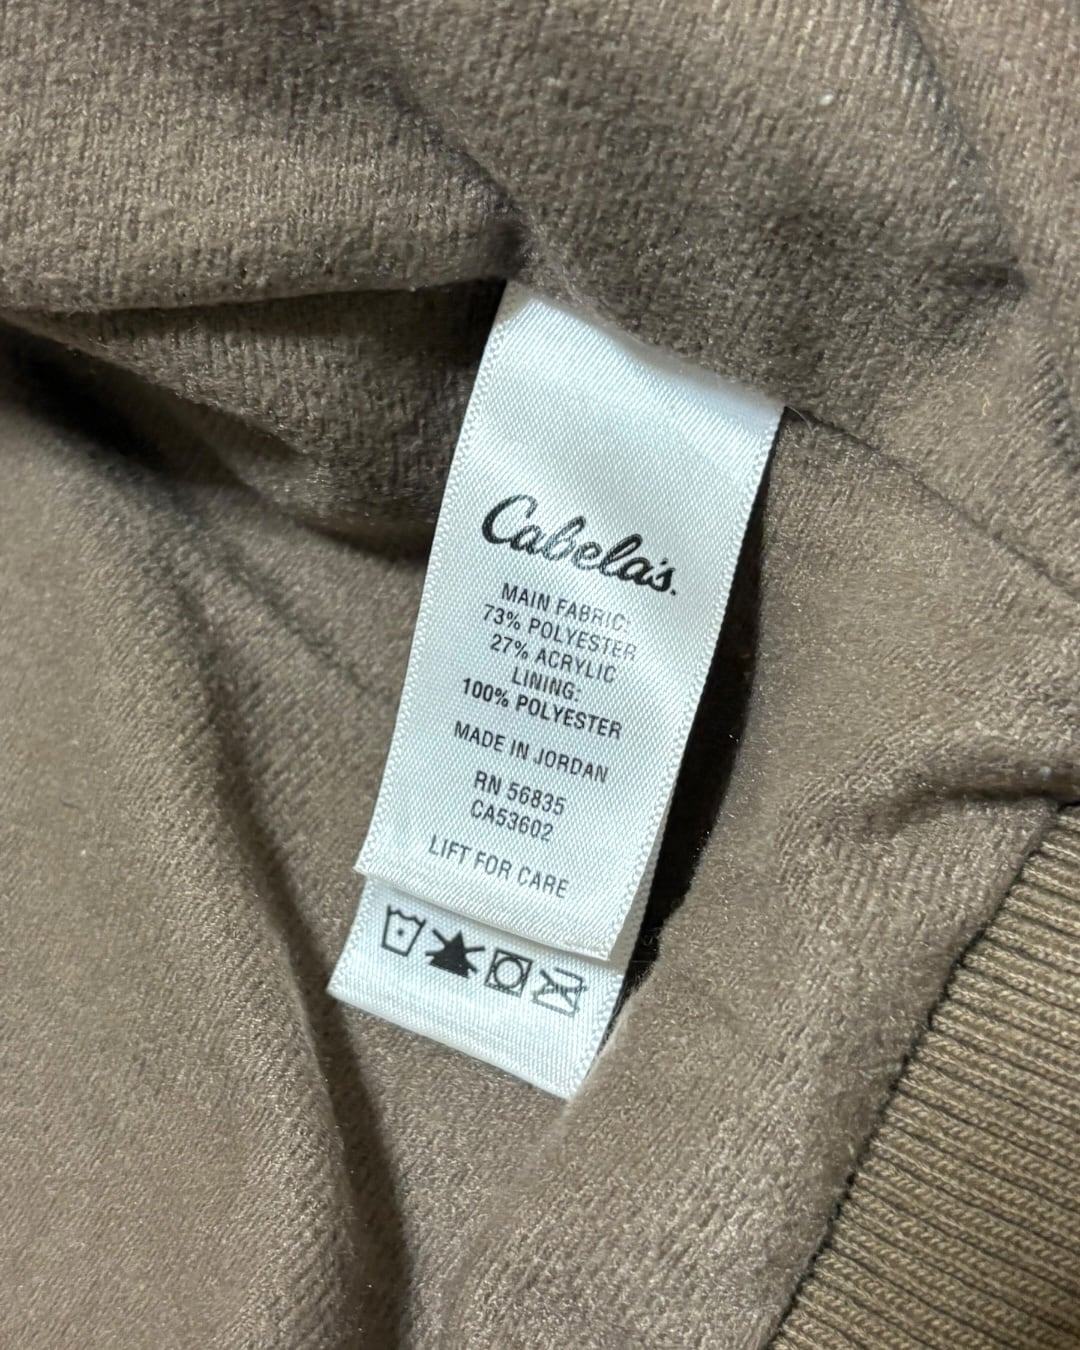 Cabela's.
MAIN FABRIC:
73% POLYESTER
27% ACRYLIC
LINING:
100% POLYESTER
MADE IN JORDAN
RN 56835
CA53602
LIFT FOR CARE